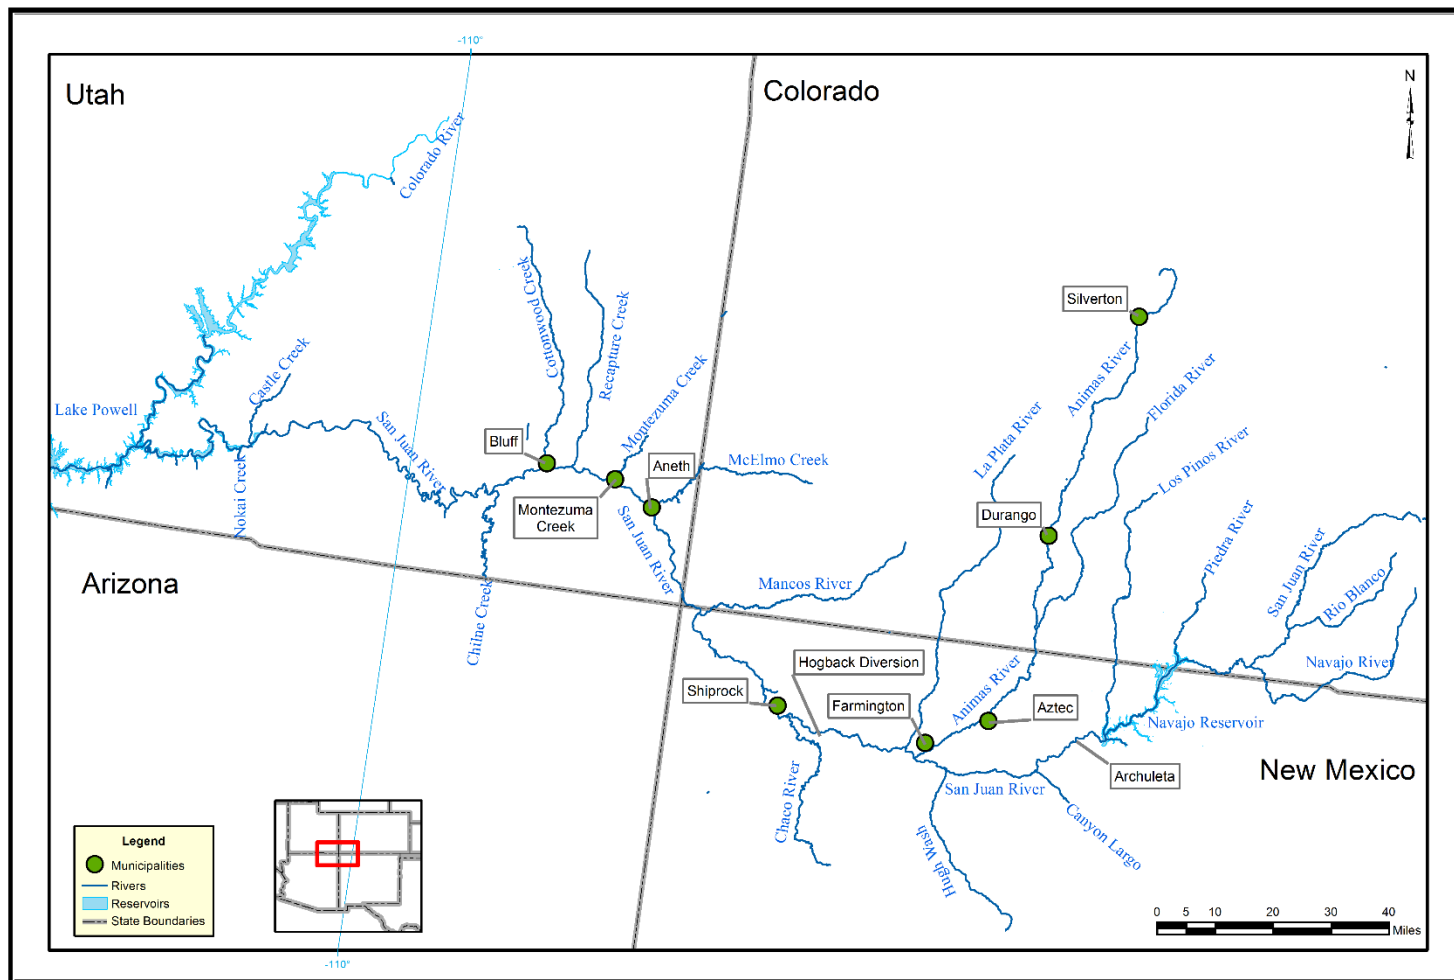 -110°
Utah
Colorado
N
Colorado River
Silverton
Cottonwood Creek
Recapture Creek
Animas River
Florida River
Castle Creek
Montezuma Creek
Lake Powell
San Juan River
Bluff
La Plata River
Los Pinos River
Aneth
McElmo Creek
Nokai Creek
Montezuma
Creek
Durango
San Juan River
Piedra River
San Juan River
Arizona
Mancos River
Rio Blanco
Chilne Creek
Hogback Diversion
Navajo River
Shiprock
Farmington
Animas River
Aztec
Navajo Reservoir
Archuleta
New Mexico
San Juan River
Chaco River
Canyon Largo
Hugh Wash
Legend
Municipalities
Rivers
Reservoirs
State Boundaries
0 5 10 20 30 40
Miles
-110°